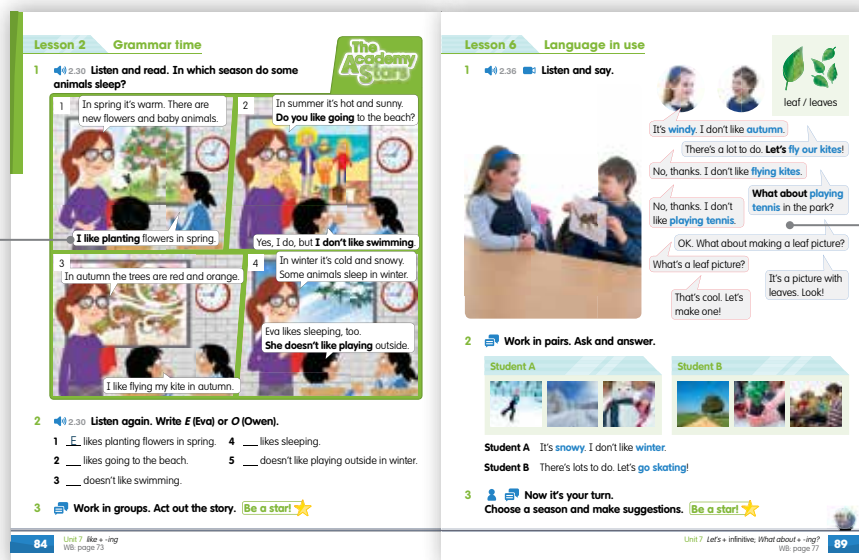 Lesson 2 Grammar time
The
Academy
Stars
1 2.30 Listen and read. In which season do some
animals sleep?
1
In spring it's warm. There are
new flowers and baby animals.
I like planting flowers in spring.
2
In summer it's hot and sunny.
Do you like going to the beach?
Yes, I do, but I don't like swimming.
3
In autumn the trees are red and orange.
I like flying my kite in autumn.
4
In winter it's cold and snowy.
Some animals sleep in winter.
Eva likes sleeping, too.
She doesn't like playing outside.
2 2.30 Listen again. Write E (Eva) or O (Owen).
1 E likes planting flowers in spring.
2 ___ likes going to the beach.
3 ___ doesn't like swimming.
4 ___ likes sleeping.
5 ___ doesn't like playing outside in winter.
3 Work in groups. Act out the story. Be a star!
84
Unit 7 like + -ing
WB: page 73
Lesson 6 Language in use
1 2.36 Listen and say.
leaf / leaves
It's windy. I don't like autumn.
There's a lot to do. Let's fly our kites!
No, thanks. I don't like flying kites.
What about playing
tennis in the park?
No, thanks. I don't
like playing tennis.
OK. What about making a leaf picture?
What's a leaf picture?
It's a picture with
leaves. Look!
That's cool. Let's
make one!
2 Work in pairs. Ask and answer.
Student A
Student B
Student A It's snowy. I don't like winter.
Student B There's lots to do. Let's go skating!
3 Now it's your turn.
Choose a season and make suggestions. Be a star!
Unit 7 Let's + infinitive; What about + -ing?
WB: page 77
89